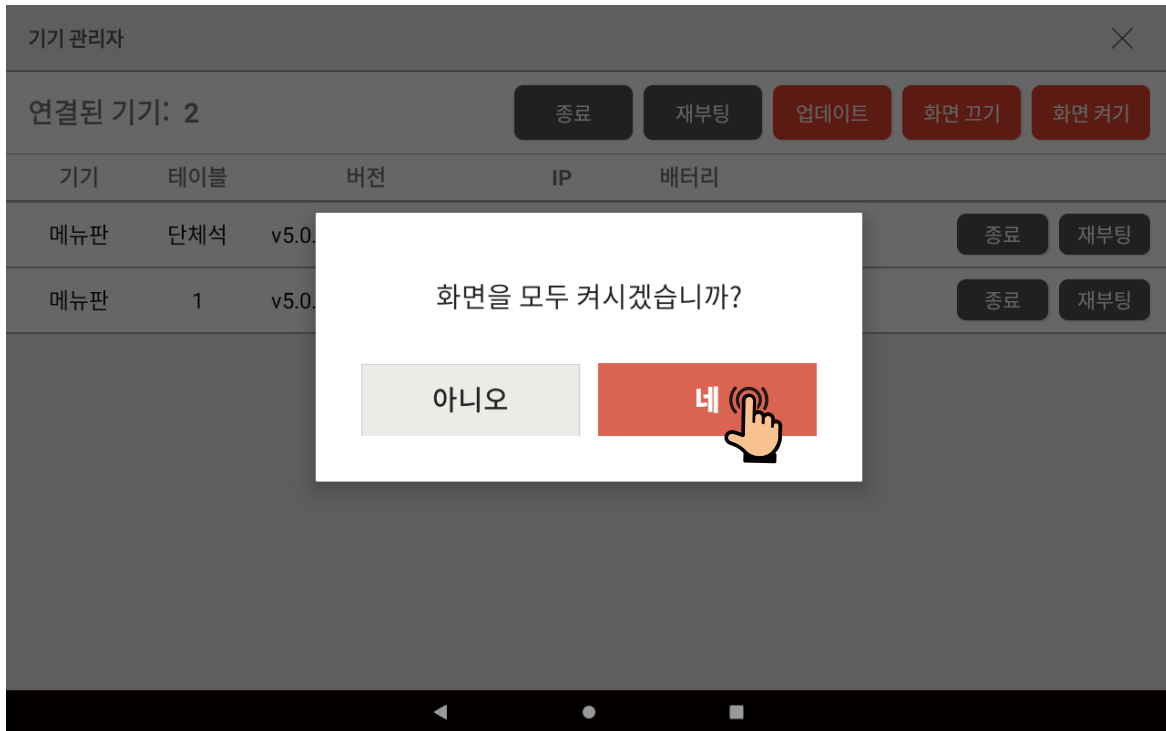 기기 관리자
연결된 기기: 2 종료 재부팅 업데이트 화면 끄기 화면 켜기
기기 테이블 버전 IP 배터리
메뉴판 단체석 v5.0. 종료 재부팅
메뉴판 1 v5.0. 종료 재부팅
화면을 모두 켜시겠습니까?
아니오 네